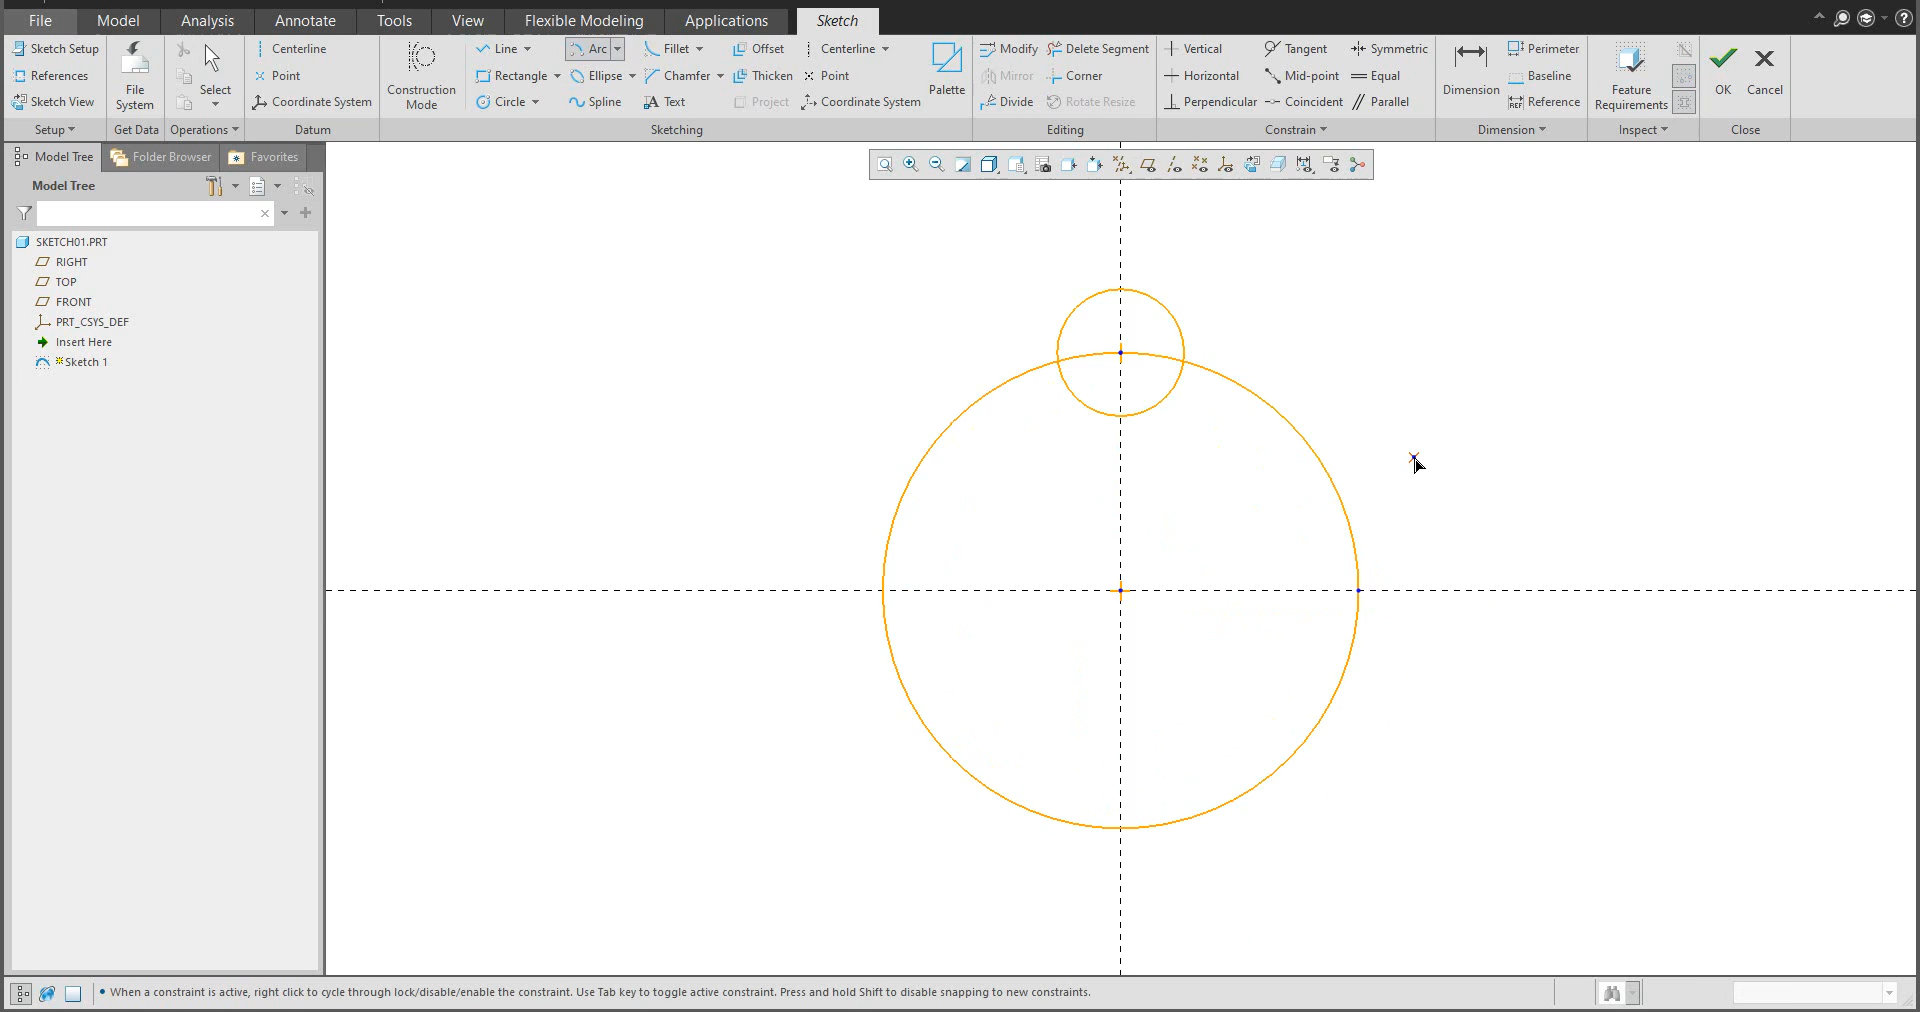 File Model Analysis Annotate Tools View Flexible Modeling Applications Sketch
Sketch Setup
References
Sketch View
Setup
File System
Get Data
Select
Operations
Centerline
Point
Coordinate System
Datum
Construction Mode
Line Arc Fillet Offset Centerline
Rectangle Ellipse Chamfer Thicken Point
Circle Spline Text Project Coordinate System
Palette
Sketching
Modify Delete Segment
Mirror Corner
Divide Rotate Resize
Editing
Vertical Tangent Symmetric
Horizontal Mid-point Equal
Perpendicular Coincident Parallel
Constrain
Dimension
Perimeter
Baseline
REF Reference
Dimension
Feature Requirements
Inspect
OK Cancel
Close
Model Tree Folder Browser Favorites
Model Tree
SKETCH01.PRT
RIGHT
TOP
FRONT
PRT_CSYS_DEF
Insert Here
Sketch 1
• When a constraint is active, right click to cycle through lock/disable/enable the constraint. Use Tab key to toggle active constraint. Press and hold Shift to disable snapping to new constraints.